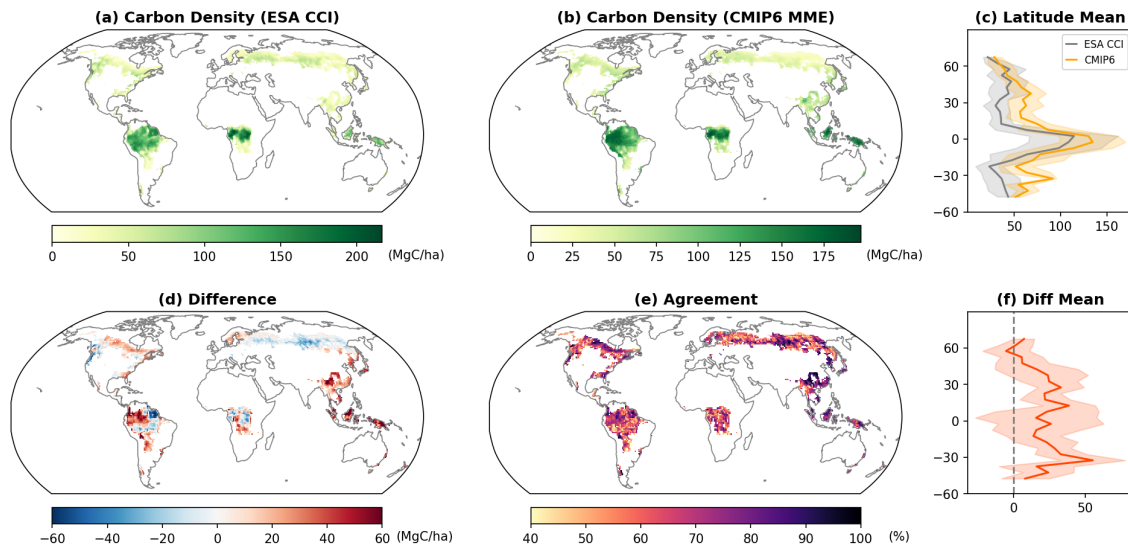 (a) Carbon Density (ESA CCI)
(b) Carbon Density (CMIP6 MME)
(c) Latitude Mean
ESA CCI
CMIP6
60
30
0
−30
−60
50 100 150
0 50 100 150 200
(MgC/ha)
0 25 50 75 100 125 150 175
(MgC/ha)
(d) Difference
(e) Agreement
(f) Diff Mean
60
30
0
−30
−60
0 50
−60 −40 −20 0 20 40 60
(MgC/ha)
40 50 60 70 80 90 100
(%)